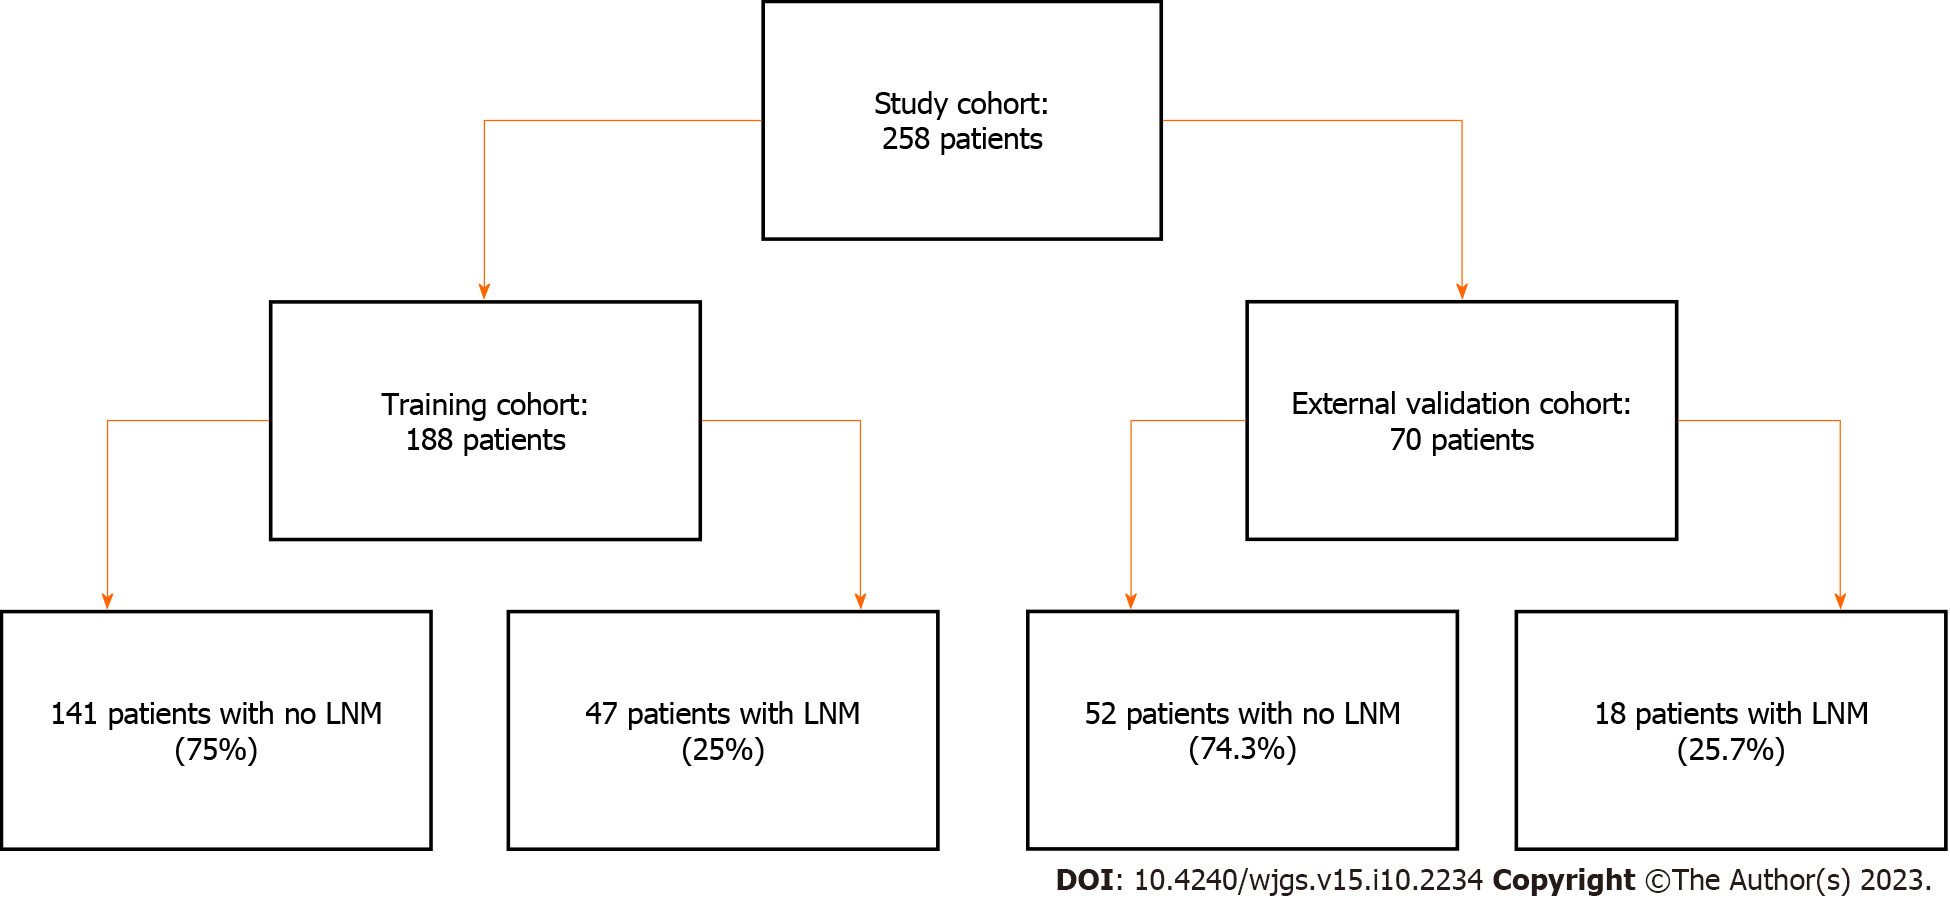 Study cohort:
258 patients
Training cohort:
188 patients
External validation cohort:
70 patients
141 patients with no LNM
(75%)
47 patients with LNM
(25%)
52 patients with no LNM
(74.3%)
18 patients with LNM
(25.7%)
DOI: 10.4240/wjgs.v15.i10.2234 Copyright ©The Author(s) 2023.